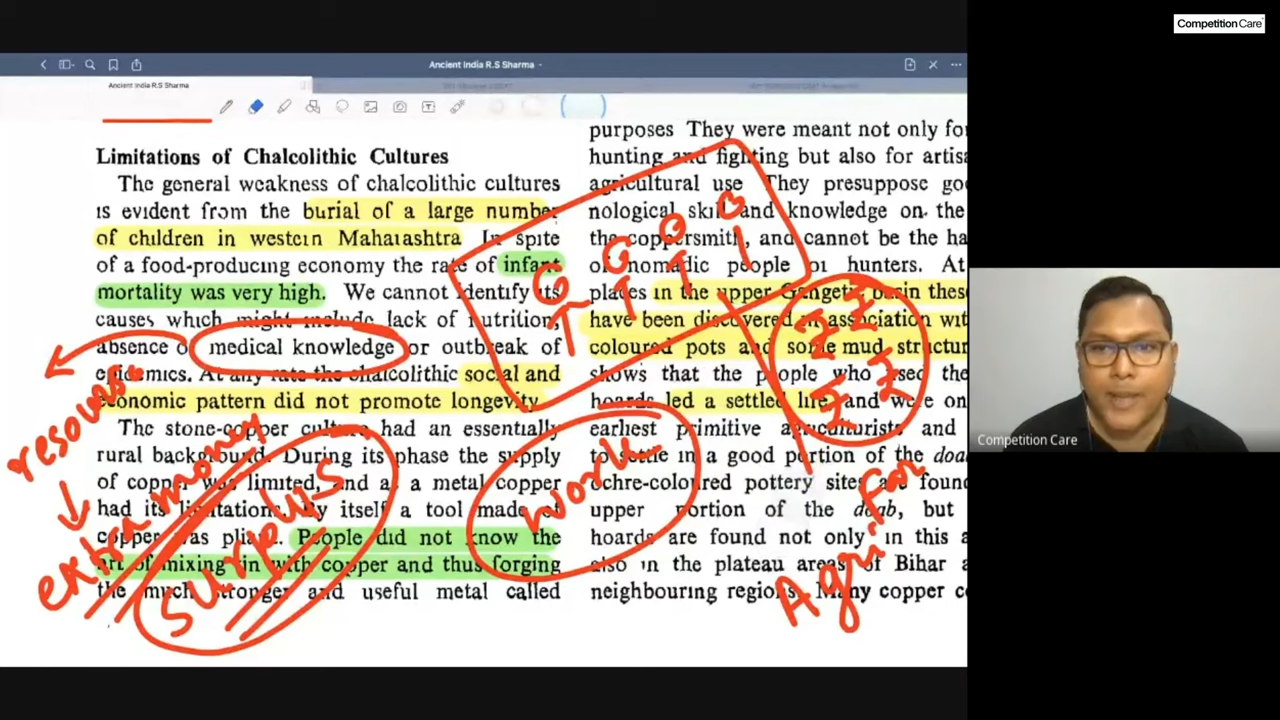 Competition Care
Ancient India R.S Sharma
Ancient India R.S Sharma
Limitations of Chalcolithic Cultures
The general weakness of chalcolithic cultures
is evident from the burial of a large number
of children in western Maharashtra In spite
of a food-producing economy the rate of infant
mortality was very high. We cannot identify its
causes which might include lack of nutrition,
absence of medical knowledge or outbreak of
epidemics. At any rate the chalcolithic social and
economic pattern did not promote longevity.
The stone-copper culture had an essentially
rural background. During its phase the supply
of copper was limited, and as a metal copper
had its limitations. By itself a tool made of
copper was pliant. People did not know the
art of mixing tin with copper and thus forging
the much stronger and useful metal called
purposes They were meant not only for
hunting and fighting but also for artisa
agricultural use They presuppose goo
nological skill and knowledge on the
the coppersmith, and cannot be the ha
of nomadic people or hunters. At
places in the upper Gangetic basin these
have been discovered in association wit
coloured pots and some mud structur
shows that the people who used the
hoards led a settled life and were on
earliest primitive agriculturists and
to settle in a good portion of the doab
ochre-coloured pottery sites are found
upper portion of the doab, but
hoards are found not only in this a
also in the plateau areas of Bihar a
neighbouring regions. Many copper ce
resource
extra money
surplus
work
Agri For
Competition Care